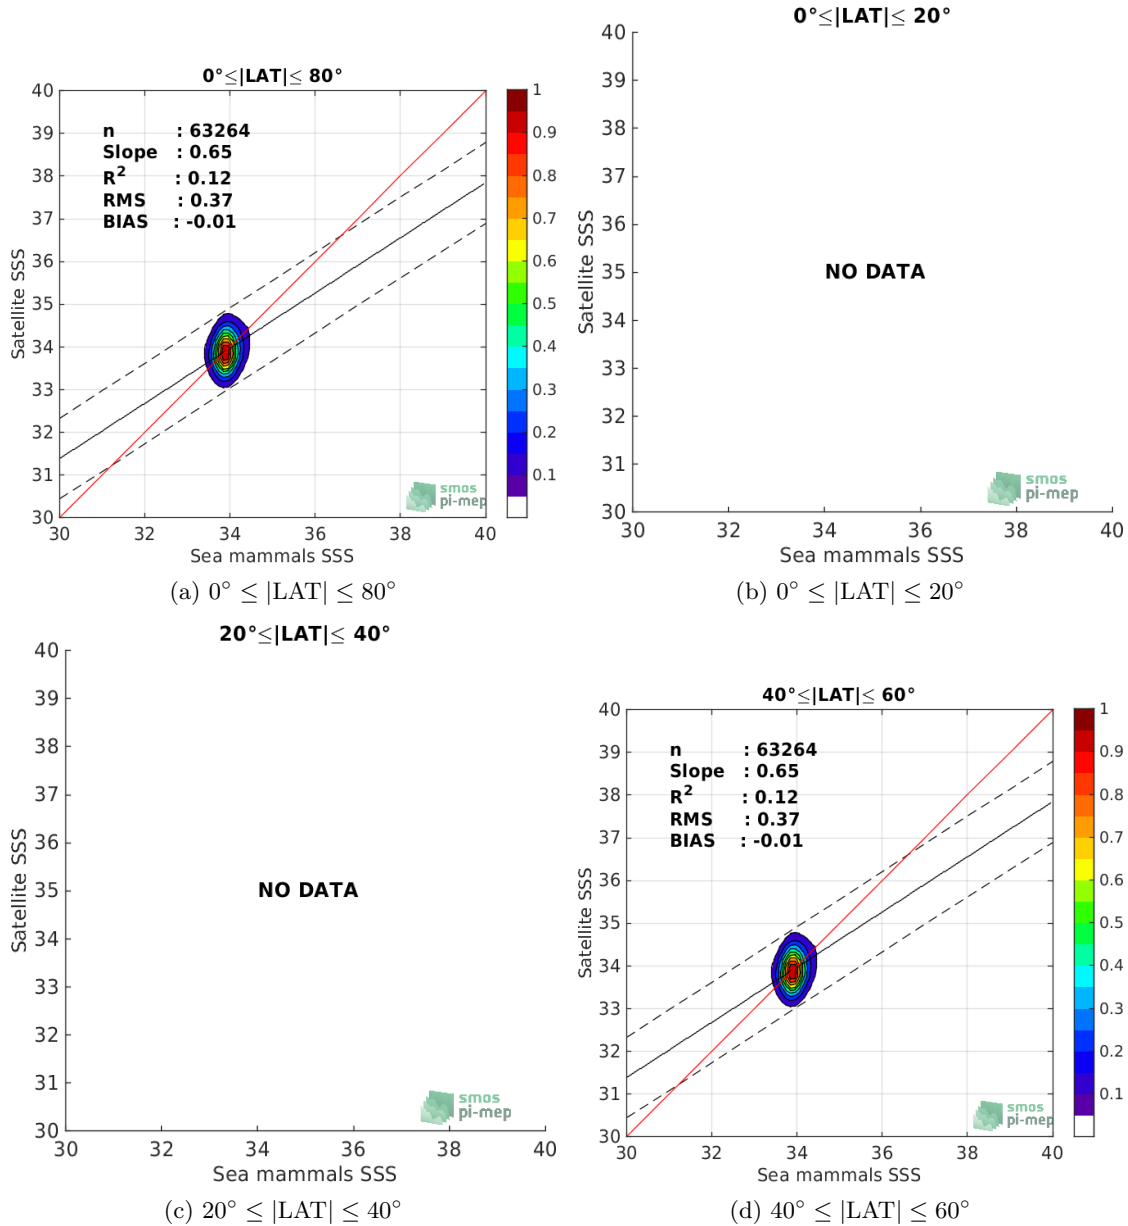 0°≤|LAT|≤ 80°
40
39
38
37
36
35
34
33
32
31
30
Satellite SSS
n : 63264
Slope : 0.65
R² : 0.12
RMS : 0.37
BIAS : -0.01
1
0.9
0.8
0.7
0.6
0.5
0.4
0.3
0.2
0.1
smos
pi-mep
30 32 34 36 38 40
Sea mammals SSS
(a) 0° ≤ |LAT| ≤ 80°
0°≤|LAT|≤ 20°
40
39
38
37
36
35
34
33
32
31
30
Satellite SSS
NO DATA
smos
pi-mep
30 32 34 36 38 40
Sea mammals SSS
(b) 0° ≤ |LAT| ≤ 20°
20°≤|LAT|≤ 40°
40
39
38
37
36
35
34
33
32
31
30
Satellite SSS
NO DATA
smos
pi-mep
30 32 34 36 38 40
Sea mammals SSS
(c) 20° ≤ |LAT| ≤ 40°
40°≤|LAT|≤ 60°
40
39
38
37
36
35
34
33
32
31
30
Satellite SSS
n : 63264
Slope : 0.65
R² : 0.12
RMS : 0.37
BIAS : -0.01
1
0.9
0.8
0.7
0.6
0.5
0.4
0.3
0.2
0.1
smos
pi-mep
30 32 34 36 38 40
Sea mammals SSS
(d) 40° ≤ |LAT| ≤ 60°